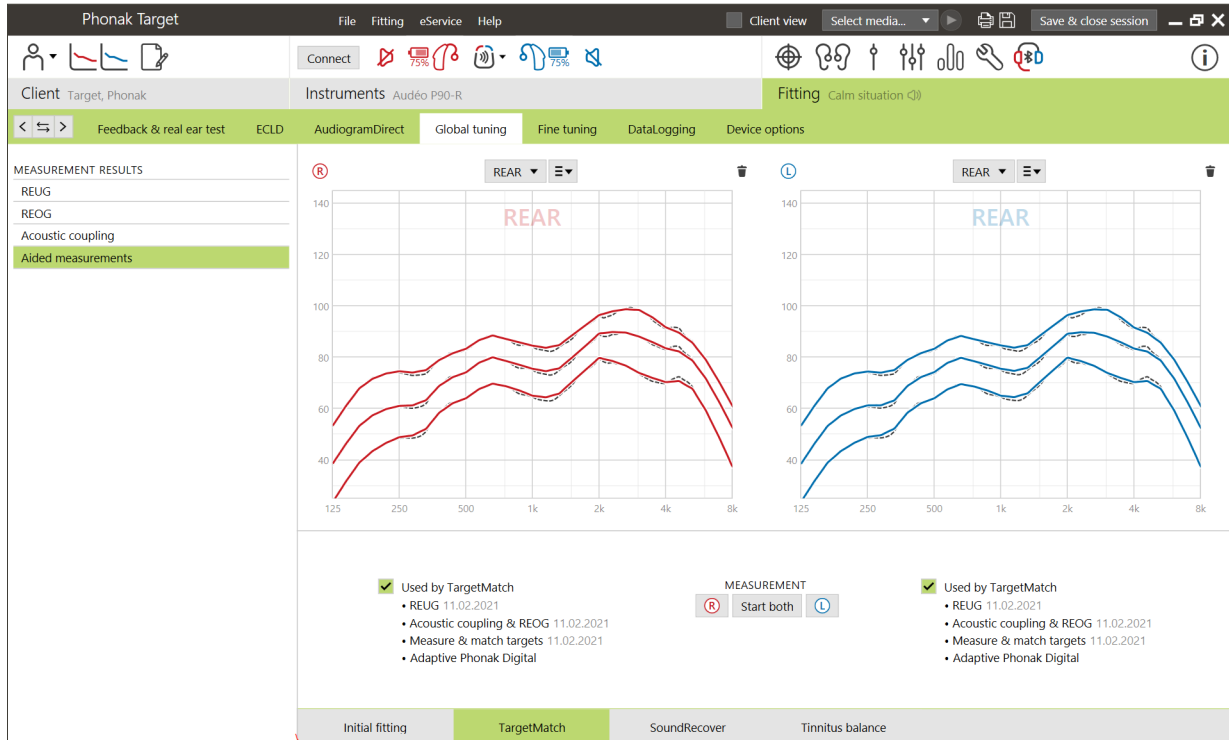 Phonak Target File Fitting eService Help Client view Select media... Save & close session
Connect 75% 75%
Client Target, Phonak Instruments Audéo P90-R Fitting Calm situation
Feedback & real ear test ECLD AudiogramDirect Global tuning Fine tuning DataLogging Device options
MEASUREMENT RESULTS
REUG
REOG
Acoustic coupling
Aided measurements
R REAR
REAR
140
120
100
80
60
40
125 250 500 1k 2k 4k 8k
L REAR
REAR
140
120
100
80
60
40
125 250 500 1k 2k 4k 8k
Used by TargetMatch
• REUG 11.02.2021
• Acoustic coupling & REOG 11.02.2021
• Measure & match targets 11.02.2021
• Adaptive Phonak Digital
MEASUREMENT
R Start both L
Used by TargetMatch
• REUG 11.02.2021
• Acoustic coupling & REOG 11.02.2021
• Measure & match targets 11.02.2021
• Adaptive Phonak Digital
Initial fitting TargetMatch SoundRecover Tinnitus balance